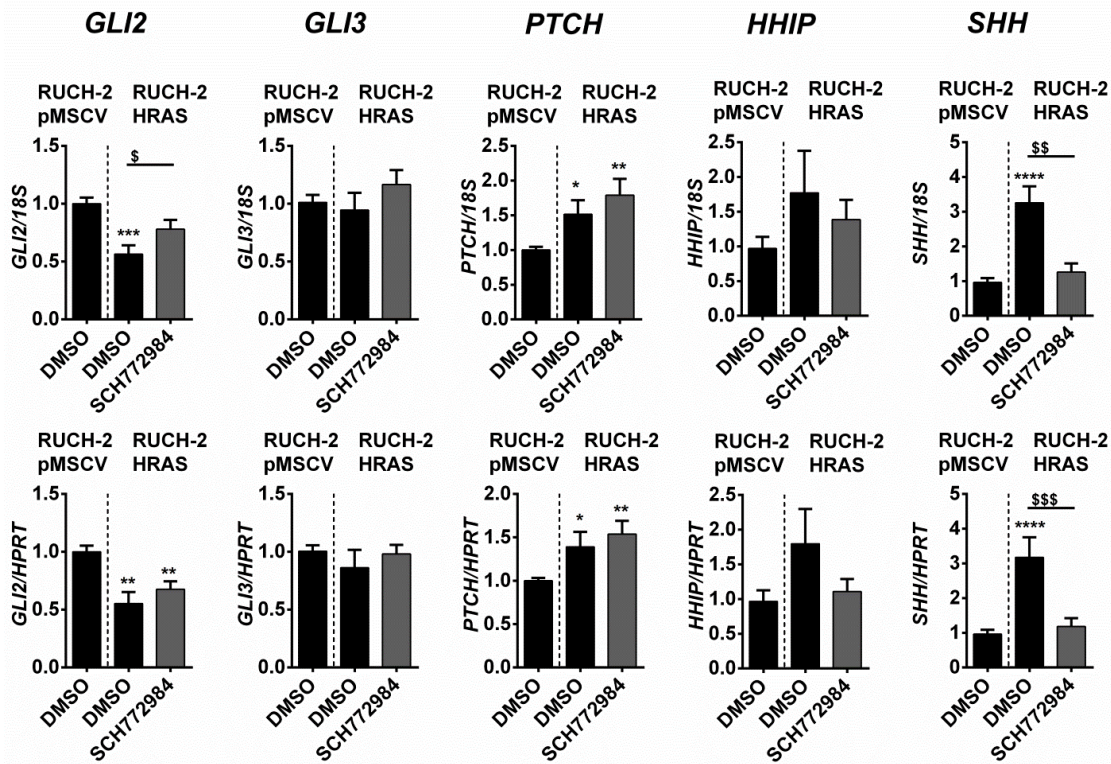 GLI2 GLI3 PTCH HHIP SHH
RUCH-2 RUCH-2 RUCH-2 RUCH-2 RUCH-2 RUCH-2 RUCH-2 RUCH-2 RUCH-2 RUCH-2
pMSCV HRAS pMSCV HRAS pMSCV HRAS pMSCV HRAS pMSCV HRAS
GLI2/18S
1.5
1.0
0.5
0.0
***
$
DMSO
DMSO
SCH772984
GLI3/18S
1.5
1.0
0.5
0.0
DMSO
DMSO
SCH772984
PTCH/18S
2.5
2.0
1.5
1.0
0.5
0.0
*
**
DMSO
DMSO
SCH772984
HHIP/18S
2.5
2.0
1.5
1.0
0.5
0.0
DMSO
DMSO
SCH772984
SHH/18S
5
4
3
2
1
0
$$
****
DMSO
DMSO
SCH772984
RUCH-2 RUCH-2 RUCH-2 RUCH-2 RUCH-2 RUCH-2 RUCH-2 RUCH-2 RUCH-2 RUCH-2
pMSCV HRAS pMSCV HRAS pMSCV HRAS pMSCV HRAS pMSCV HRAS
GLI2/HPRT
1.5
1.0
0.5
0.0
**
**
DMSO
DMSO
SCH772984
GLI3/HPRT
1.5
1.0
0.5
0.0
DMSO
DMSO
SCH772984
PTCH/HPRT
2.0
1.5
1.0
0.5
0.0
*
**
DMSO
DMSO
SCH772984
HHIP/HPRT
2.5
2.0
1.5
1.0
0.5
0.0
DMSO
DMSO
SCH772984
SHH/HPRT
5
4
3
2
1
0
$$$
****
DMSO
DMSO
SCH772984